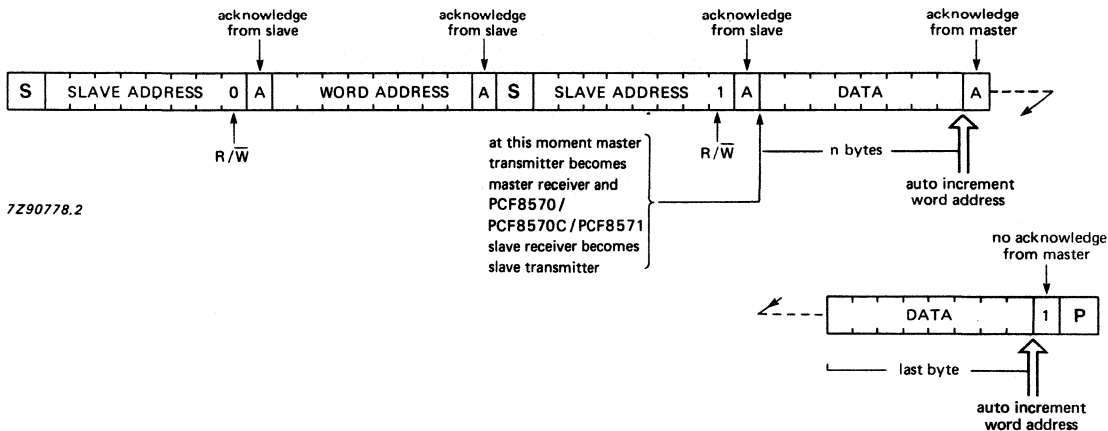 acknowledge
from slave
acknowledge
from slave
acknowledge
from slave
acknowledge
from master
S SLAVE ADDRESS 0 A WORD ADDRESS A S SLAVE ADDRESS 1 A DATA A
R/W̅
R/W̅
at this moment master
transmitter becomes
master receiver and
PCF8570/
PCF8570C/PCF8571
slave receiver becomes
slave transmitter
n bytes
auto increment
word address
7Z90778.2
no acknowledge
from master
DATA 1 P
last byte
auto increment
word address